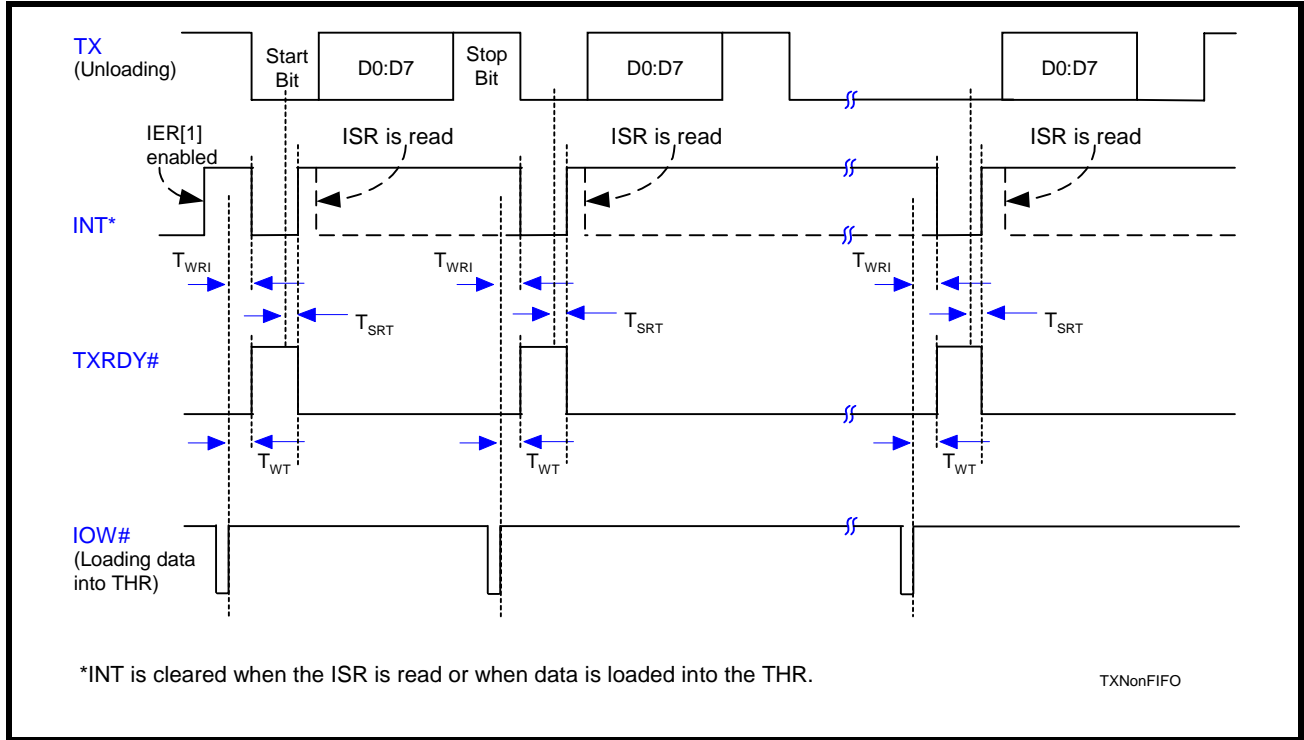 TX
(Unloading)
Start
Bit
D0:D7
Stop
Bit
D0:D7
D0:D7
IER[1]
enabled
ISR is read
ISR is read
ISR is read
INT*
TWRI
TWRI
TWRI
TSRT
TSRT
TSRT
TXRDY#
TWT
TWT
TWT
IOW#
(Loading data
into THR)
*INT is cleared when the ISR is read or when data is loaded into the THR.
TXNonFIFO